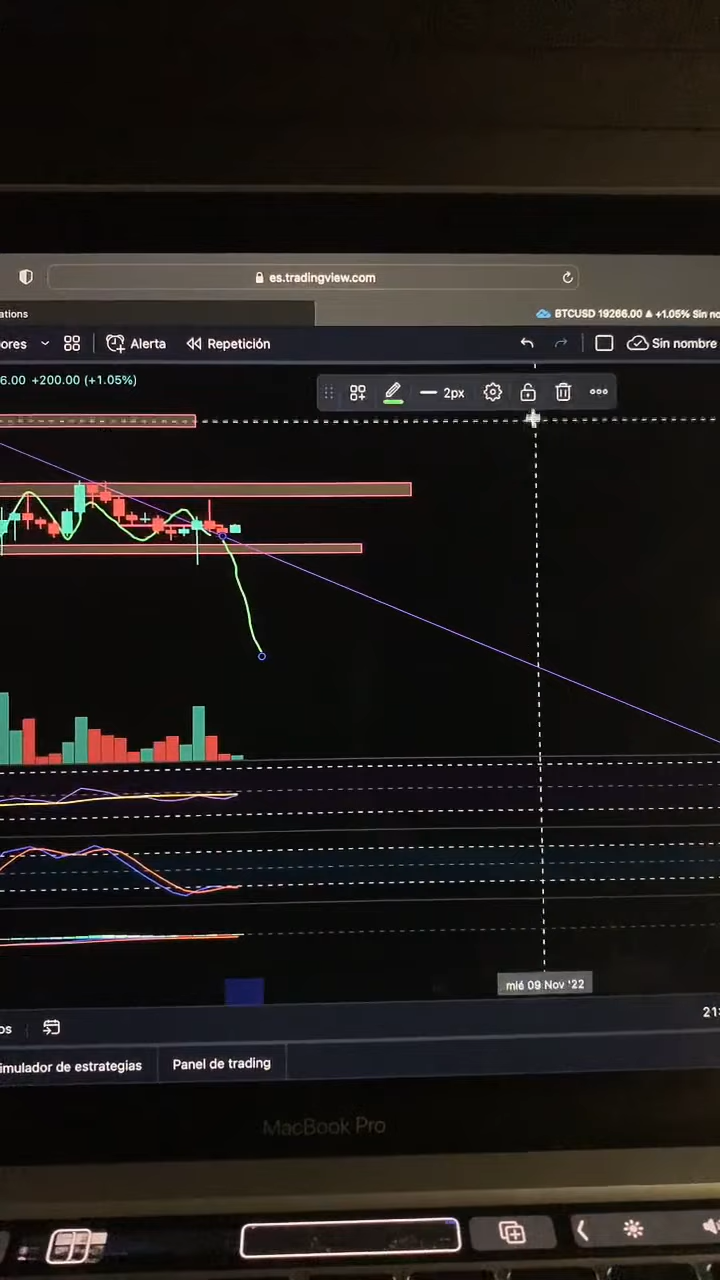 es.tradingview.com
ations
BTCUSD 19266.00 ▲ +1.05% Sin no
ores
Alerta
Repetición
Sin nombre
6.00 +200.00 (+1.05%)
2px
mié 09 Nov '22
os
21:
imulador de estrategias
Panel de trading
MacBook Pro